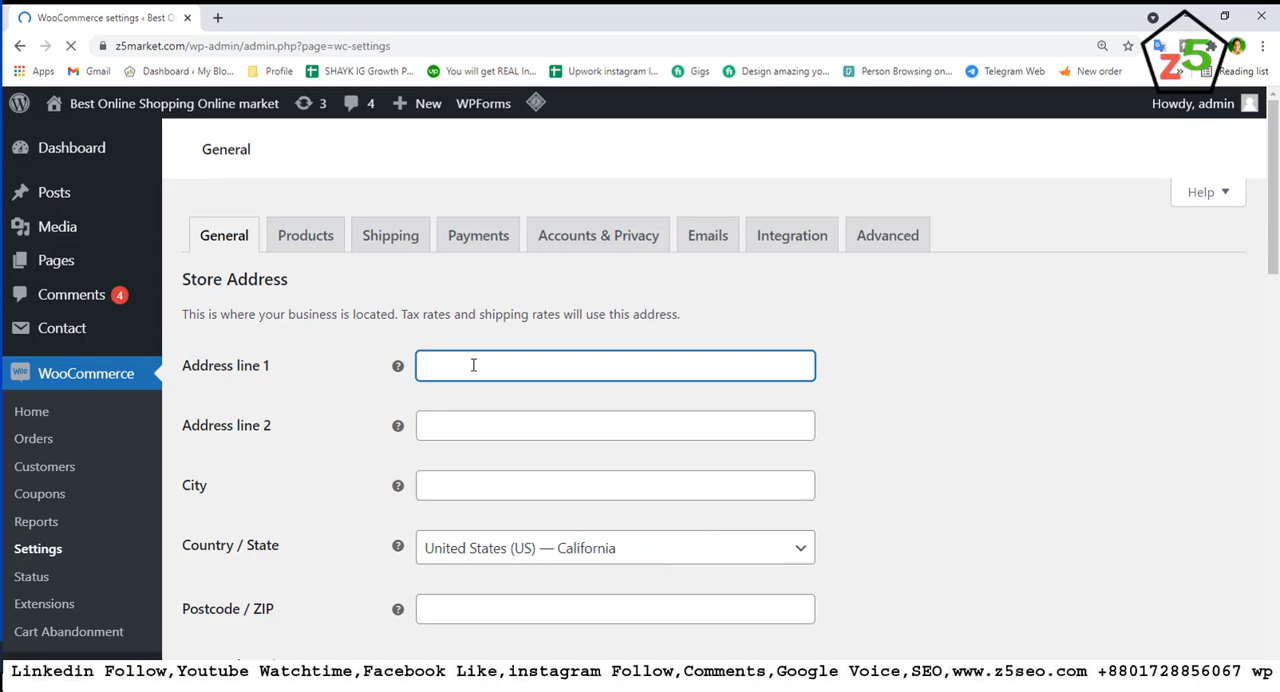 WooCommerce settings ‹ Best O
z5market.com/wp-admin/admin.php?page=wc-settings
Apps Gmail Dashboard ‹ My Blo... Profile SHAYK IG Growth P... You will get REAL In... Upwork instagram l... Gigs Design amazing yo... Person Browsing on... Telegram Web New order » Reading list
z5
Best Online Shopping Online market 3 4 New WPForms Howdy, admin
Dashboard
Posts
Media
Pages
Comments 4
Contact
WooCommerce
Home
Orders
Customers
Coupons
Reports
Settings
Status
Extensions
Cart Abandonment
General
Help
General Products Shipping Payments Accounts & Privacy Emails Integration Advanced
Store Address
This is where your business is located. Tax rates and shipping rates will use this address.
Address line 1
Address line 2
City
Country / State United States (US) — California
Postcode / ZIP
Linkedin Follow,Youtube Watchtime,Facebook Like,instagram Follow,Comments,Google Voice,SEO,www.z5seo.com +8801728856067 wp